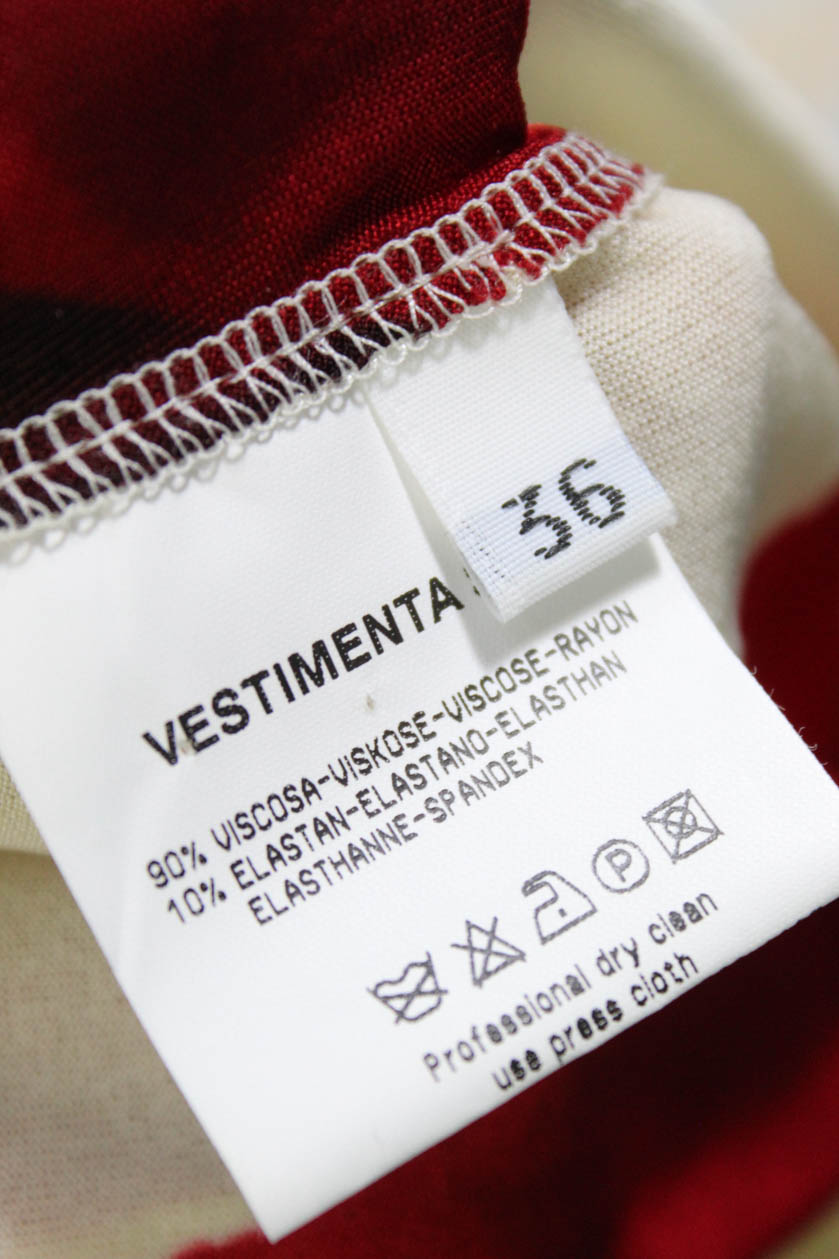 36
VESTIMENTA
90% VISCOSA-VISKOSE-VISCOSE-RAYON
10% ELASTAN-ELASTANO-ELASTHAN
ELASTHANNE-SPANDEX
P
Professional dry clean
use press cloth